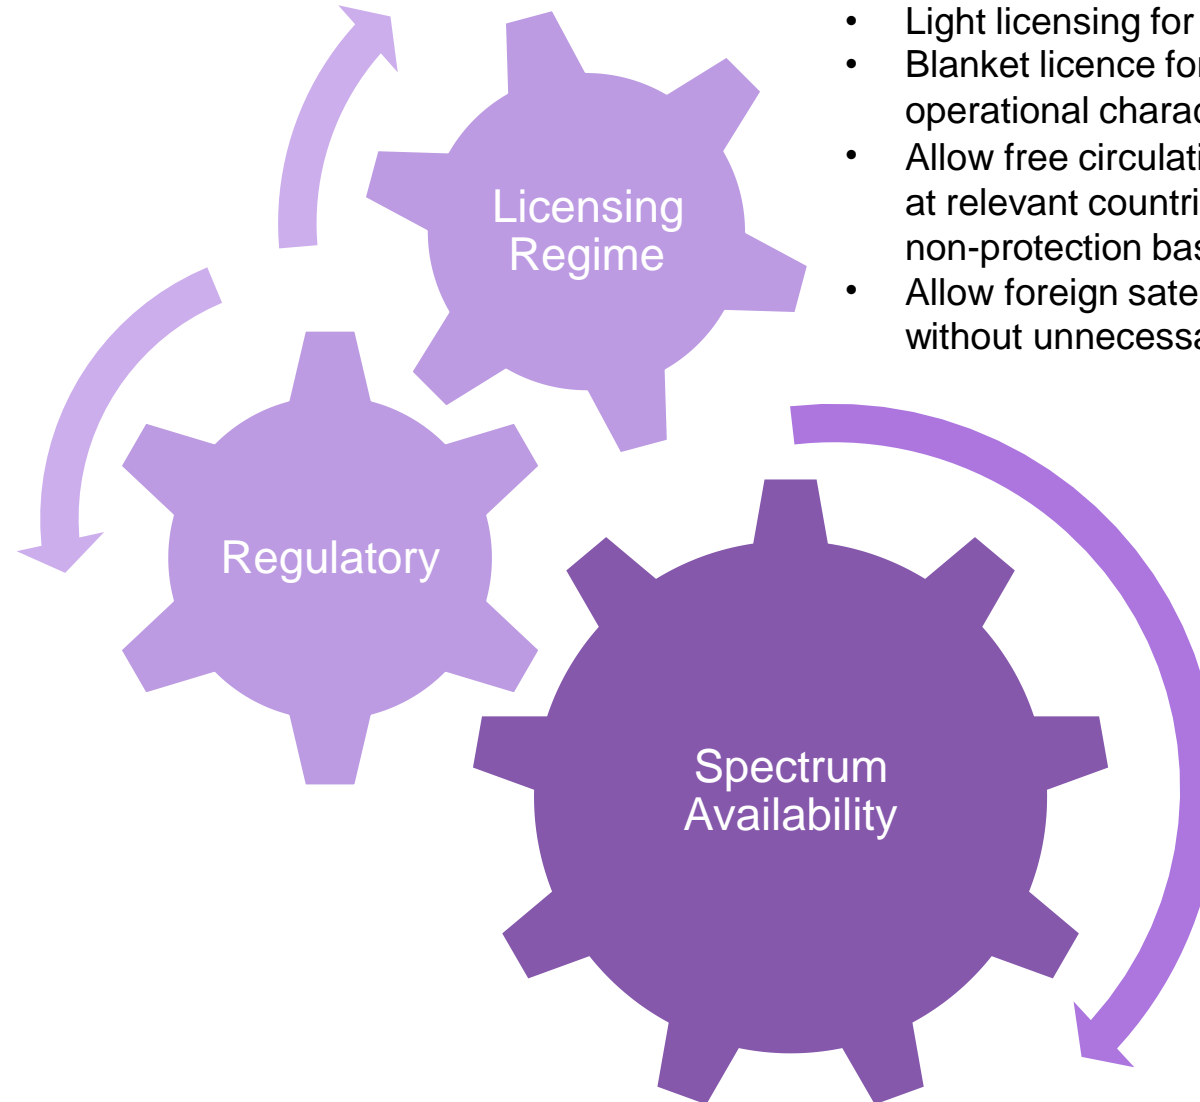 • Light licensing for
• Blanket licence for
operational charac
• Allow free circulati
at relevant countri
non-protection bas
• Allow foreign sate
without unnecessa
Licensing
Regime
Regulatory
Spectrum
Availability